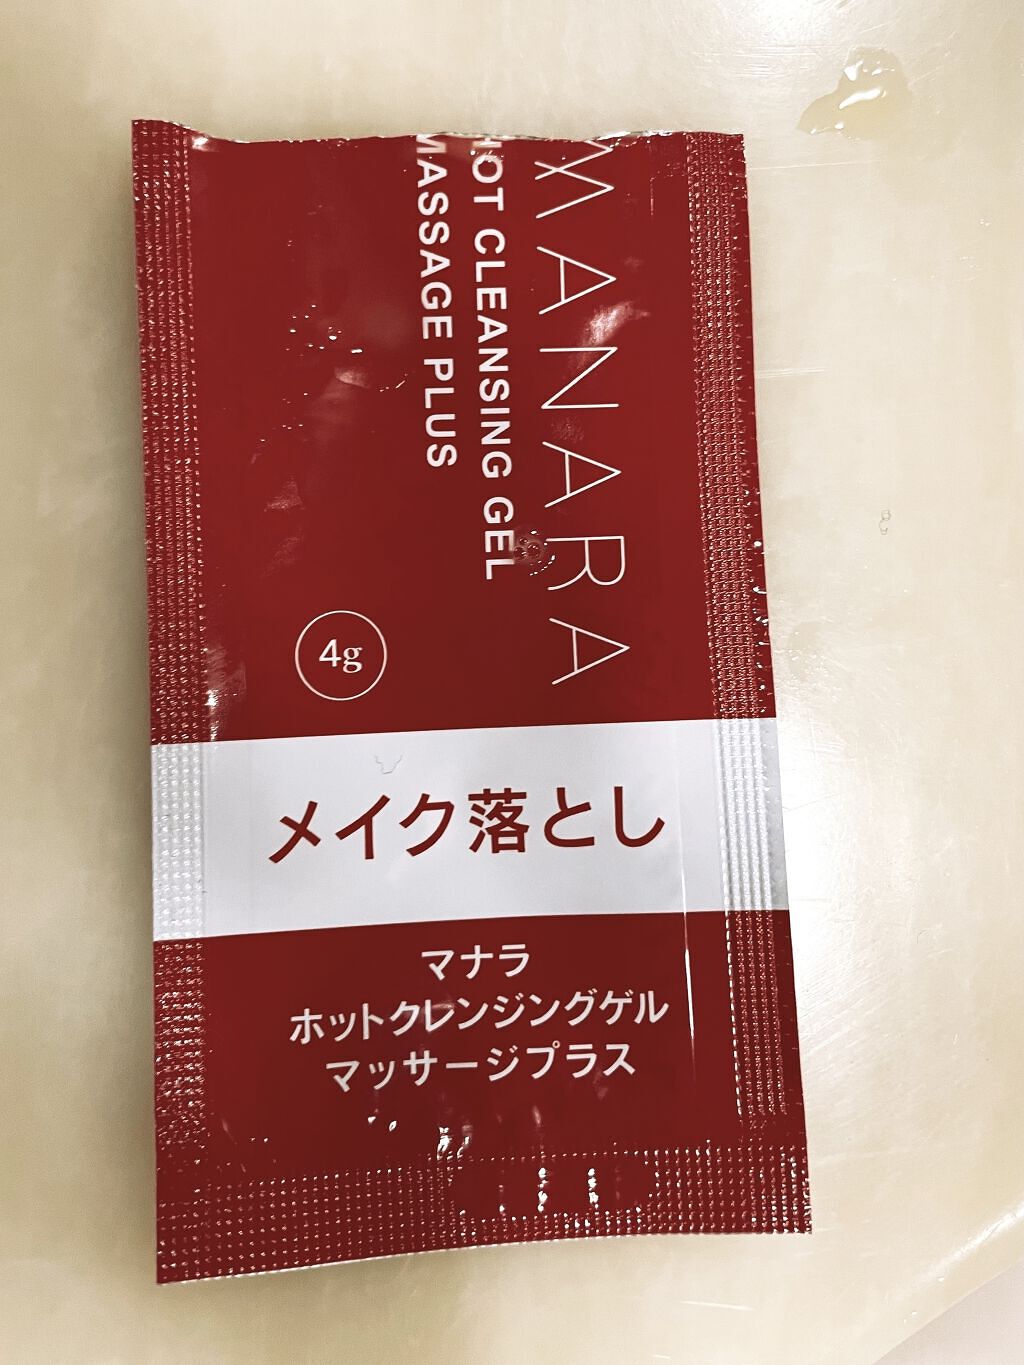 MANARA
HOT CLEANSING GEL
MASSAGE PLUS
4g
メイク落とし
マナラ
ホットクレンジングゲル
マッサージプラス